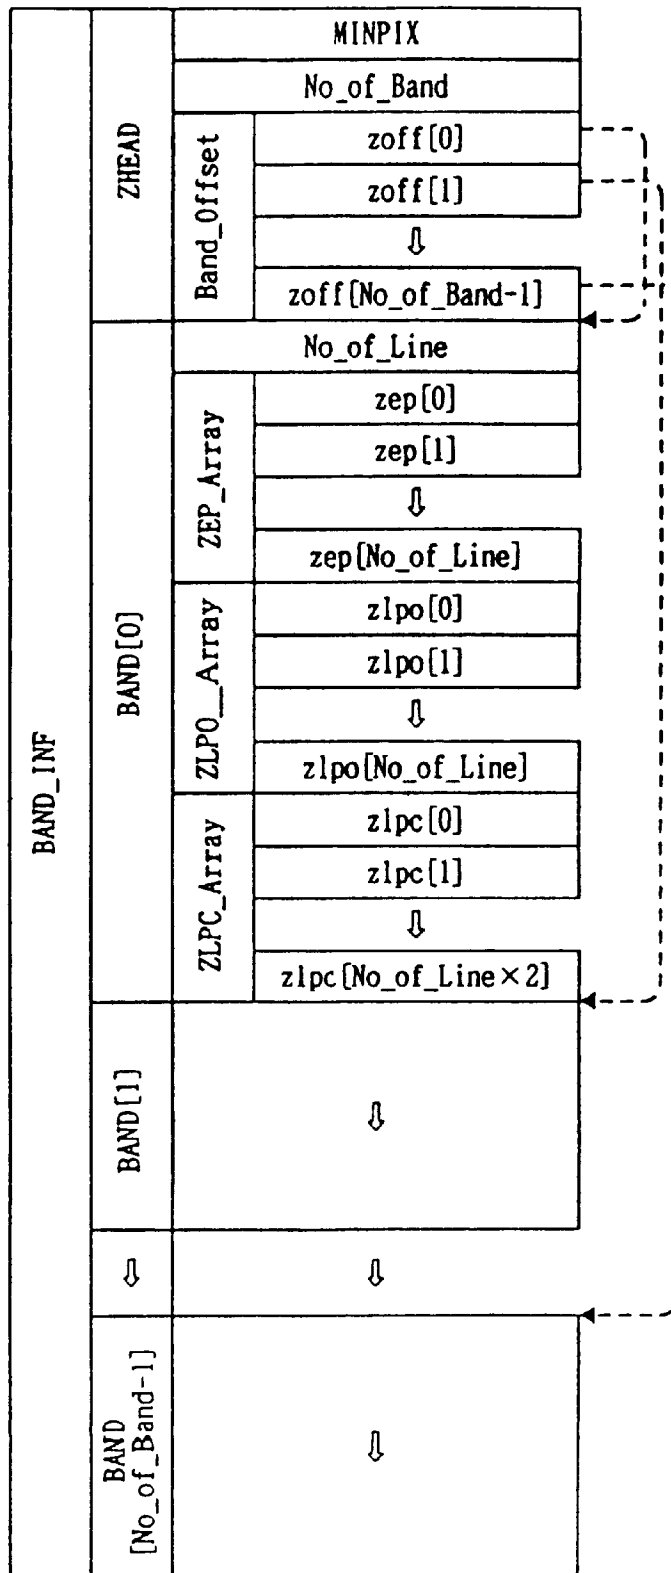 BAND_INF
ZHEAD
MINPIX
No_of_Band
Band_Offset
zoff[0]
zoff[1]
⇩
zoff[No_of_Band-1]
BAND[0]
No_of_Line
ZEP_Array
zep[0]
zep[1]
⇩
zep[No_of_Line]
ZLPO__Array
zlpo[0]
zlpo[1]
⇩
zlpo[No_of_Line]
ZLPC_Array
zlpc[0]
zlpc[1]
⇩
zlpc[No_of_Line×2]
BAND[1]
⇩
⇩
⇩
BAND
[No_of_Band-1]
⇩